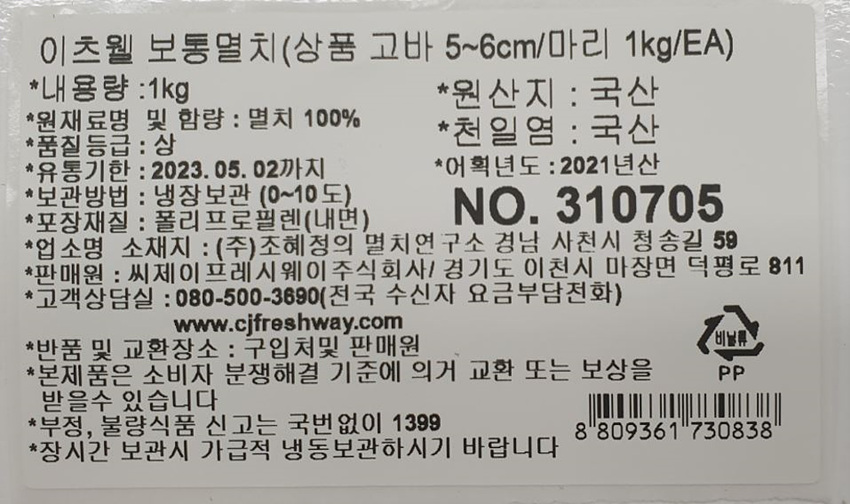 이츠웰 보통멸치(상품 고바 5~6cm/마리 1kg/EA)
*내용량 :1kg
*원산지 : 국산
*원재료명 및 함량 : 멸치 100%
*천일염 : 국산
*품질등급 : 상
*유통기한 : 2023. 05. 02까지
*어획년도 : 2021년산
*보관방법 : 냉장보관 (0~10도)
NO. 310705
*포장재질 : 폴리프로필렌(내면)
*업소명 소재지 : (주)조혜정의 멸치연구소 경남 사천시 청송길 59
*판매원 : 씨제이프레시웨이주식회사/ 경기도 이천시 마장면 덕평로 811
*고객상담실 : 080-500-3690(전국 수신자 요금부담전화)
www.cjfreshway.com
*반품 및 교환장소 : 구입처및 판매원
비닐류
PP
*본제품은 소비자 분쟁해결 기준에 의거 교환 또는 보상을
받을수 있습니다
*부정, 불량식품 신고는 국번없이 1399
8 809361 730838
*장시간 보관시 가급적 냉동보관하시기 바랍니다